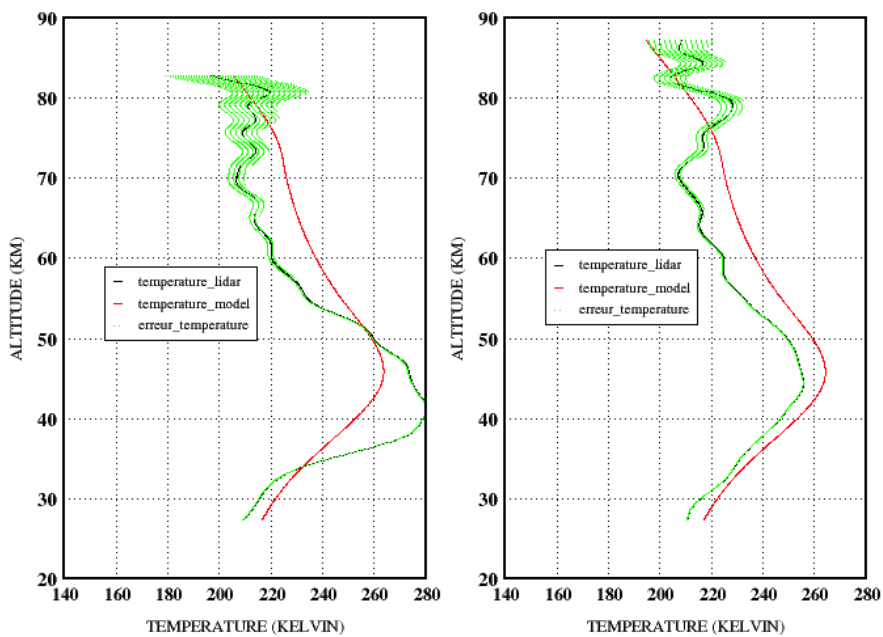 90
80
70
60
50
40
30
20
ALTITUDE (KM)
temperature_lidar
temperature_model
erreur_temperature
140 160 180 200 220 240 260 280
TEMPERATURE (KELVIN)
90
80
70
60
50
40
30
20
ALTITUDE (KM)
temperature_lidar
temperature_model
erreur_temperature
140 160 180 200 220 240 260 280
TEMPERATURE (KELVIN)